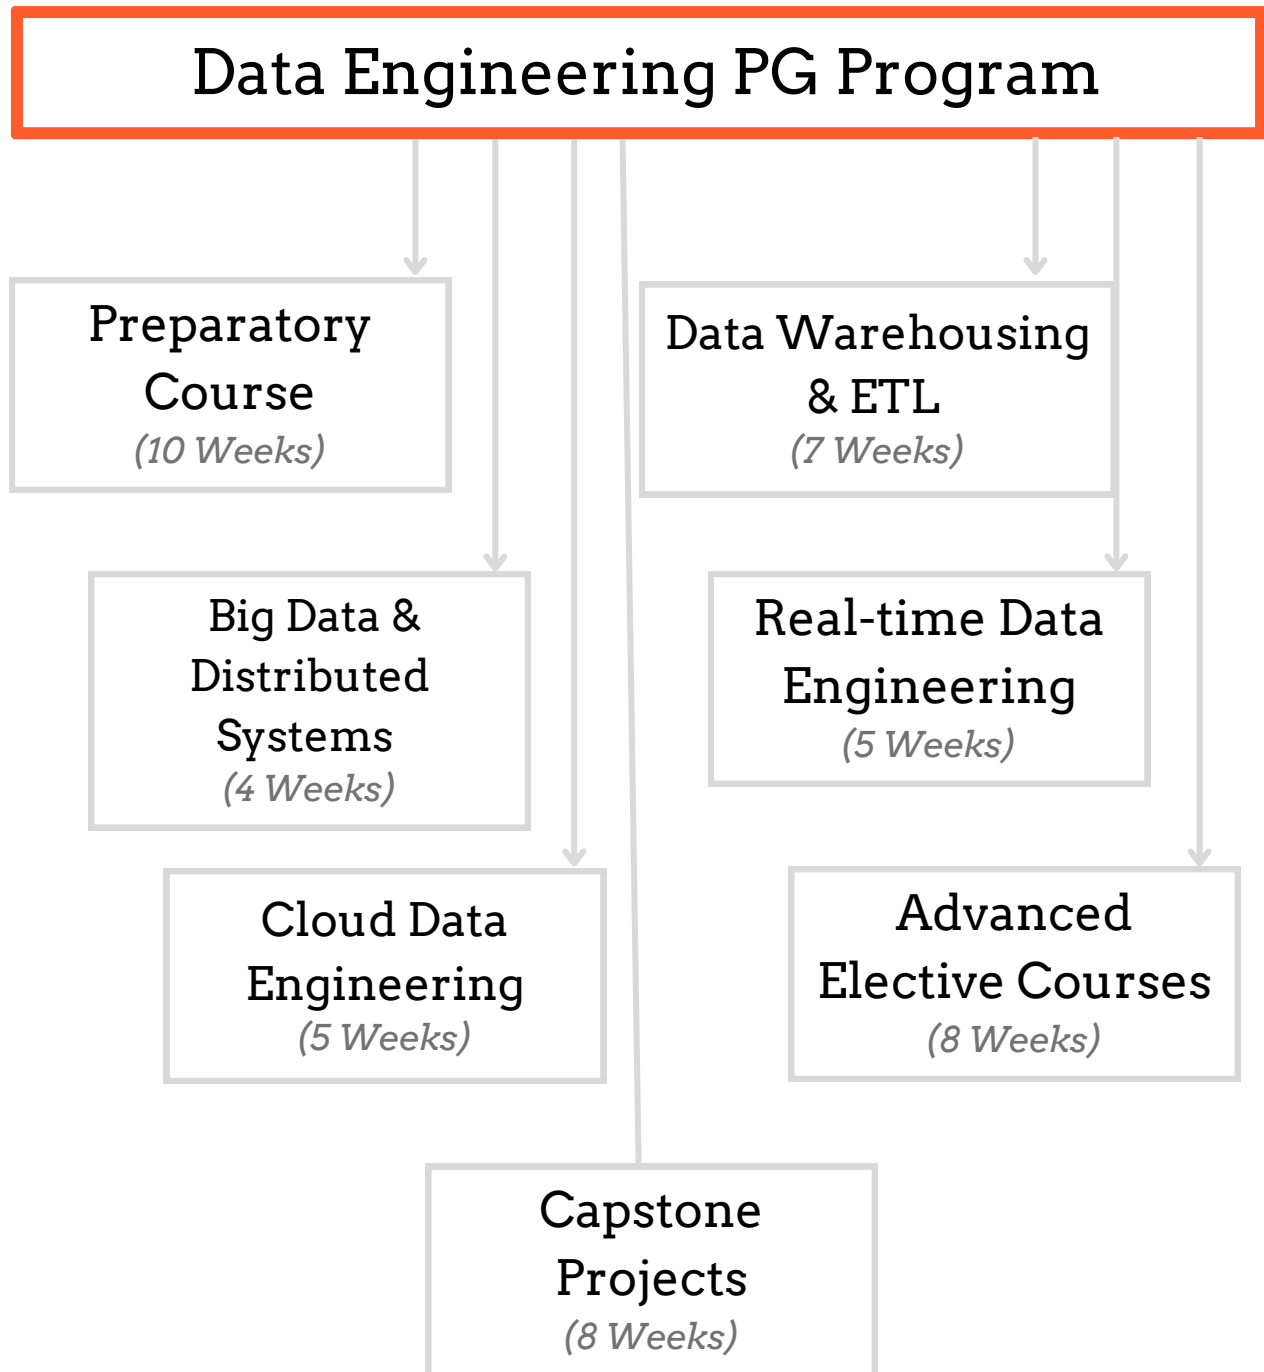 Data Engineering PG Program
Preparatory
Course
(10 Weeks)
Data Warehousing
& ETL
(7 Weeks)
Big Data &
Distributed
Systems
(4 Weeks)
Real-time Data
Engineering
(5 Weeks)
Cloud Data
Engineering
(5 Weeks)
Advanced
Elective Courses
(8 Weeks)
Capstone
Projects
(8 Weeks)